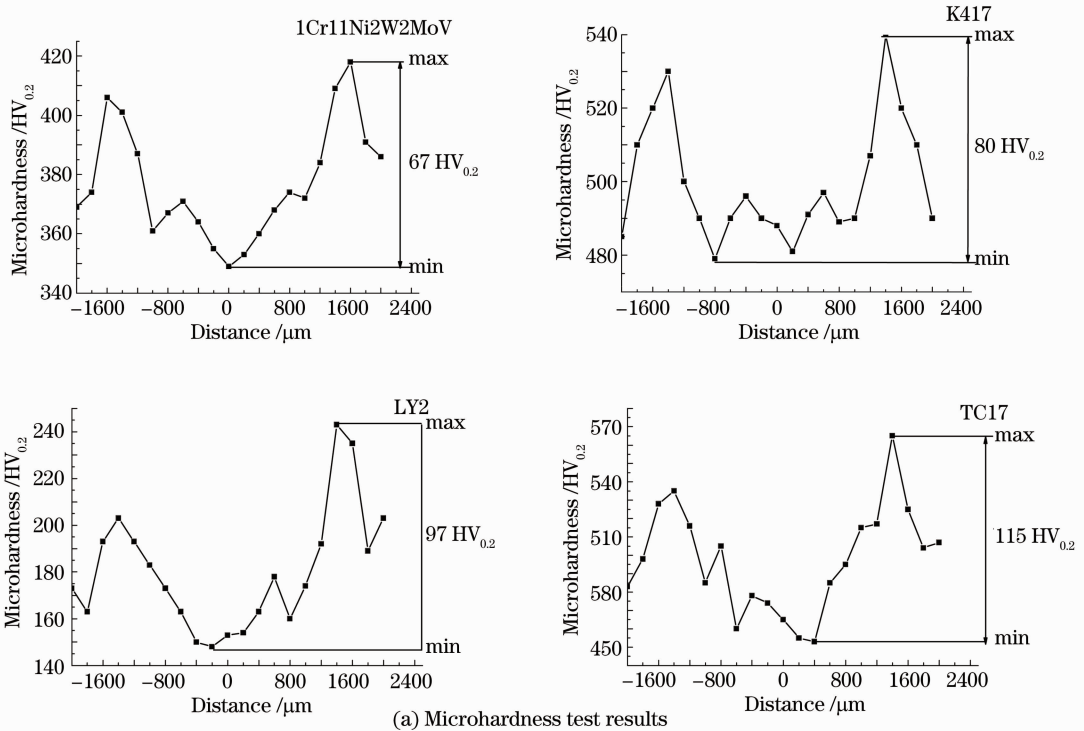 1Cr11Ni2W2MoV
420
400
380
360
340
Microhardness /HV0.2
max
67 HV0.2
min
−1600 −800 0 800 1600 2400
Distance /μm
K417
540
520
500
480
Microhardness /HV0.2
max
80 HV0.2
min
−1600 −800 0 800 1600 2400
Distance /μm
LY2
240
220
200
180
160
140
Microhardness /HV0.2
max
97 HV0.2
min
−1600 −800 0 800 1600 2400
Distance /μm
TC17
570
540
510
580
450
Microhardness /HV0.2
max
115 HV0.2
min
−1600 −800 0 800 1600 2400
Distance /μm
(a) Microhardness test results